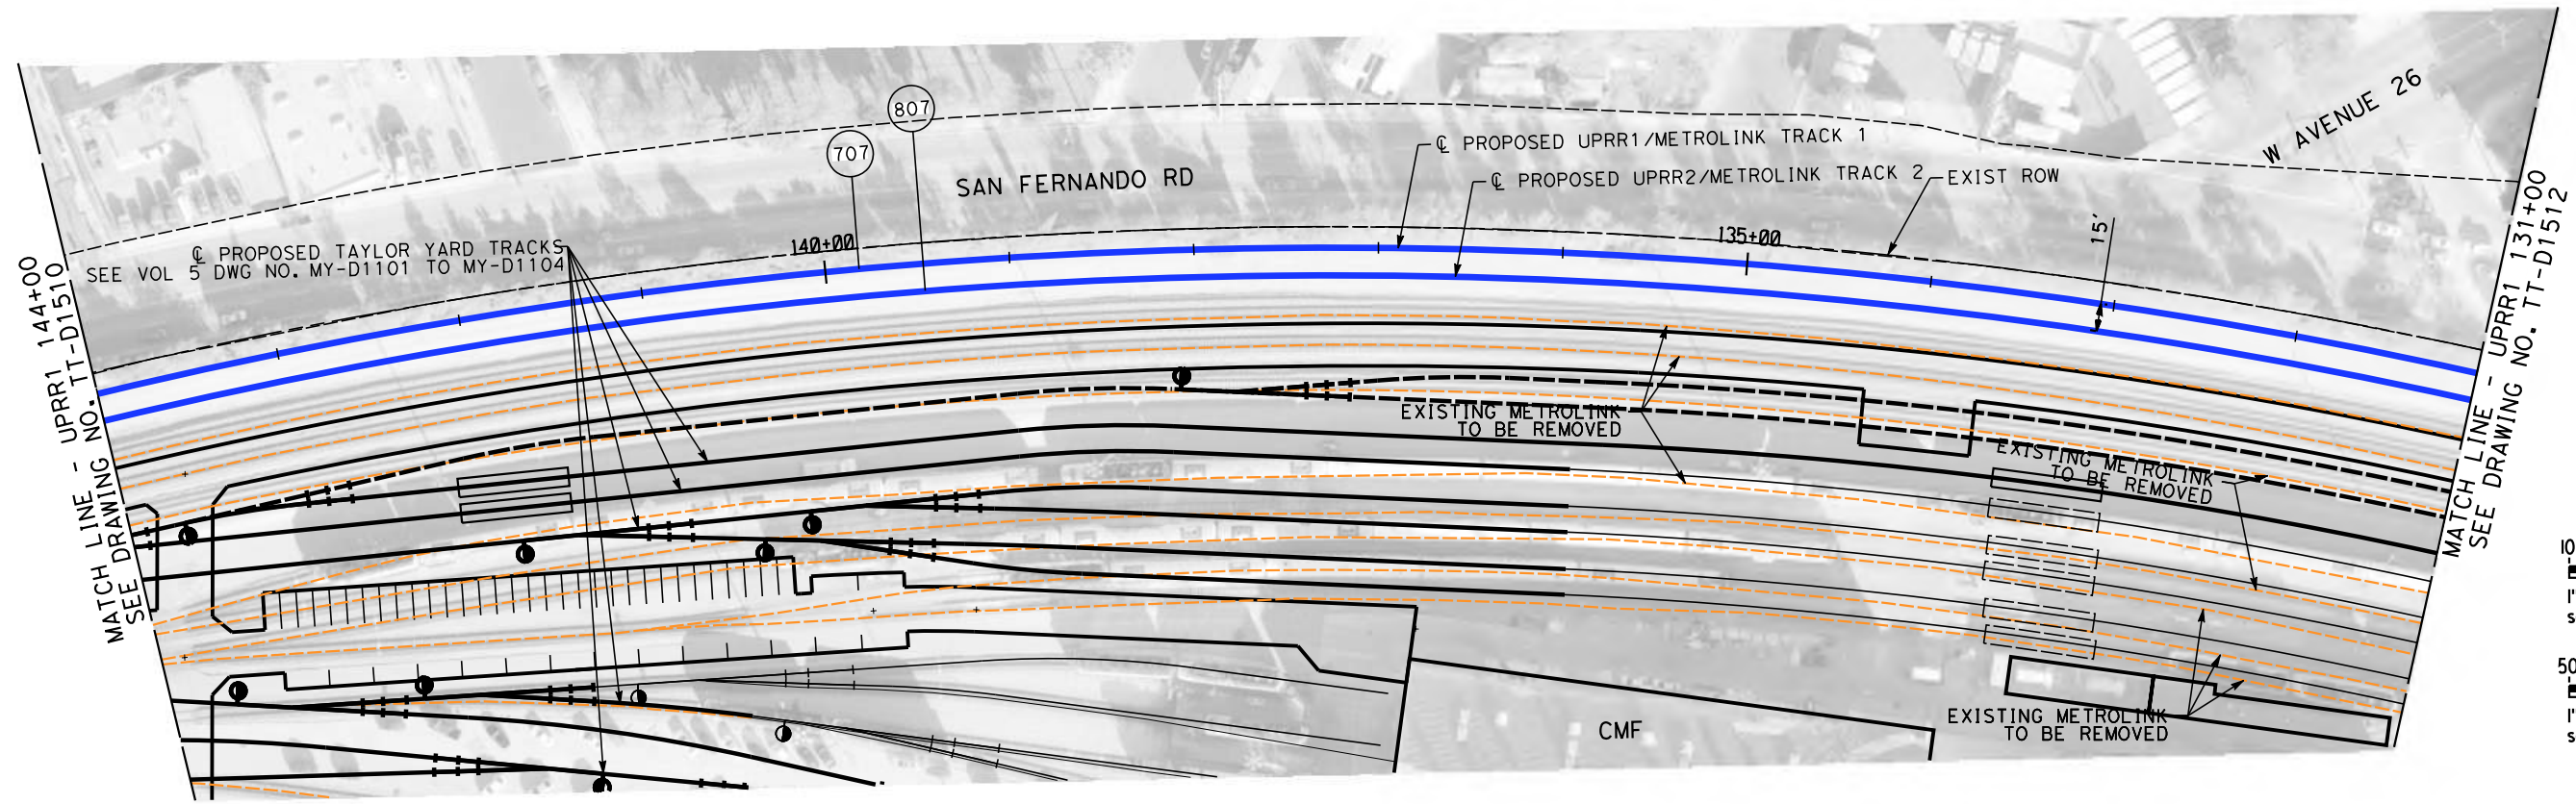 W AVENUE 26
807
707
℄ PROPOSED UPRR1/METROLINK TRACK 1
℄ PROPOSED UPRR2/METROLINK TRACK 2
EXIST ROW
SAN FERNANDO RD
15'
140+00
135+00
℄ PROPOSED TAYLOR YARD TRACKS
SEE VOL 5 DWG NO. MY-D1101 TO MY-D1104
MATCH LINE - UPRR1 144+00
SEE DRAWING NO. TT-D1510
MATCH LINE - UPRR1 131+00
SEE DRAWING NO. TT-D1512
EXISTING METROLINK
TO BE REMOVED
EXISTING METROLINK
TO BE REMOVED
EXISTING METROLINK
TO BE REMOVED
CMF
10
50